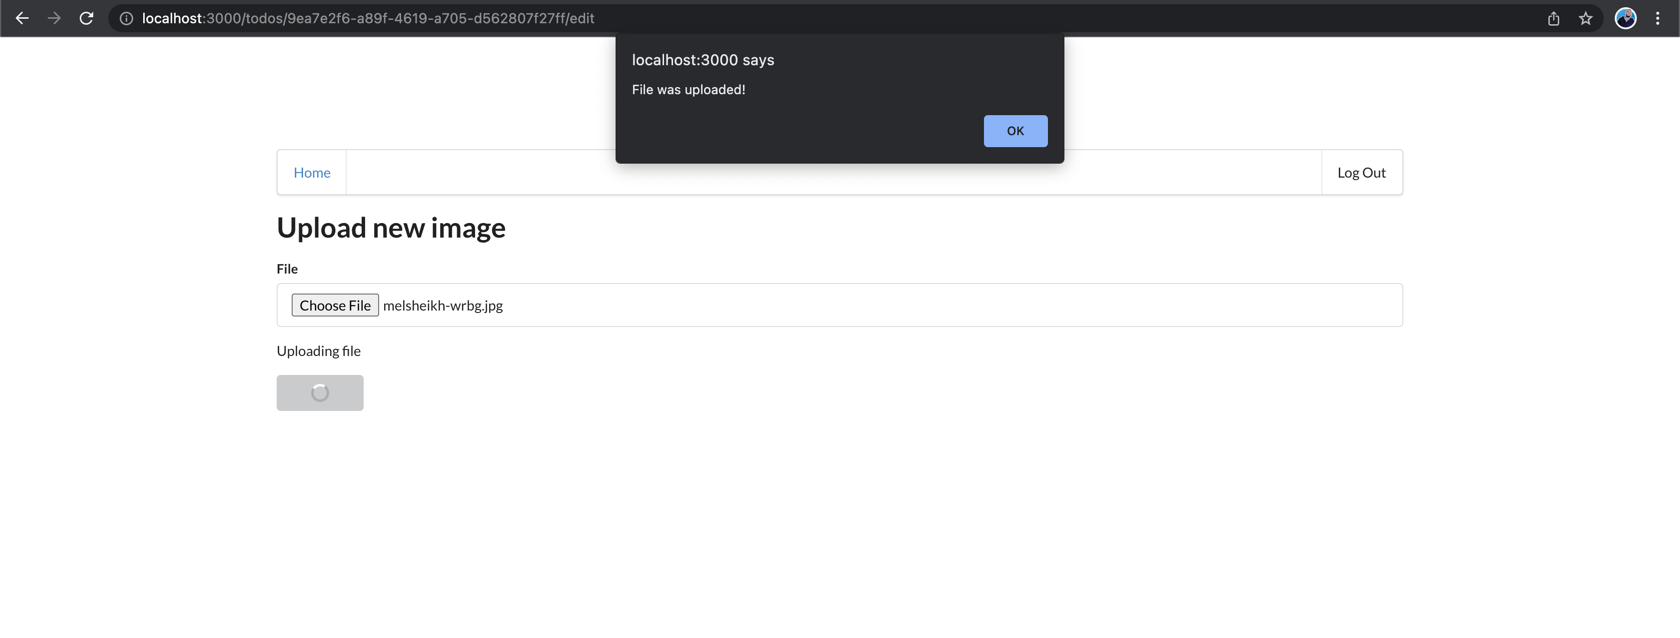 localhost:3000/todos/9ea7e2f6-a89f-4619-a705-d562807f27ff/edit
localhost:3000 says
File was uploaded!
OK
Home
Log Out
Upload new image
File
Choose File melsheikh-wrbg.jpg
Uploading file